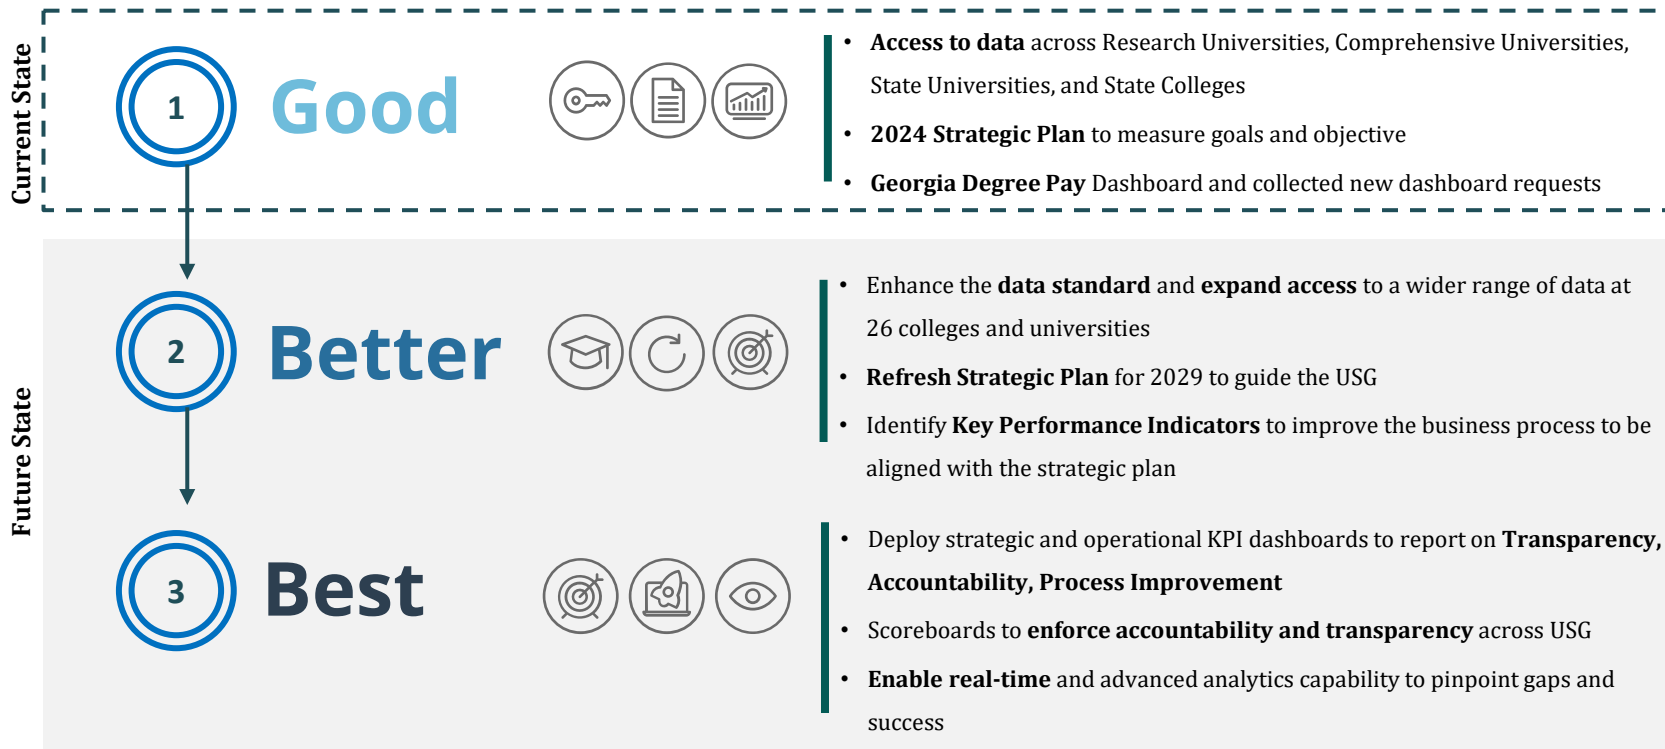 Current State
1
Good
• Access to data across Research Universities, Comprehensive Universities,
State Universities, and State Colleges
• 2024 Strategic Plan to measure goals and objective
• Georgia Degree Pay Dashboard and collected new dashboard requests
Future State
2
Better
• Enhance the data standard and expand access to a wider range of data at
26 colleges and universities
• Refresh Strategic Plan for 2029 to guide the USG
• Identify Key Performance Indicators to improve the business process to be
aligned with the strategic plan
3
Best
• Deploy strategic and operational KPI dashboards to report on Transparency,
Accountability, Process Improvement
• Scoreboards to enforce accountability and transparency across USG
• Enable real-time and advanced analytics capability to pinpoint gaps and
success